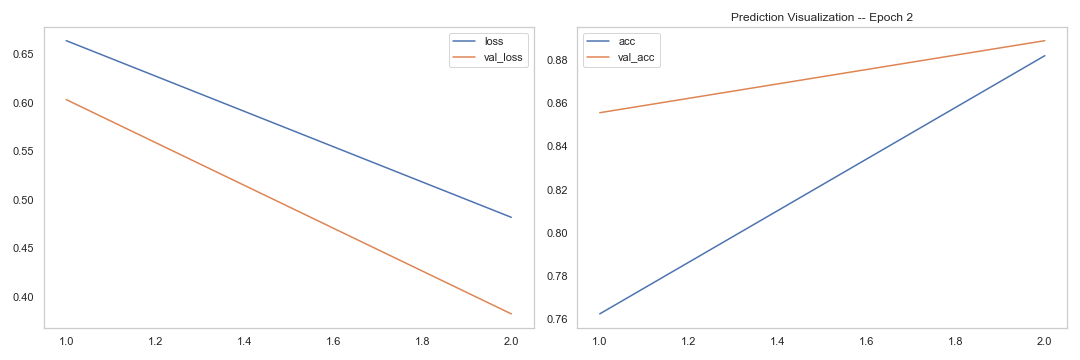 Prediction Visualization -- Epoch 2
loss
val_loss
0.65
0.60
0.55
0.50
0.45
0.40
1.0 1.2 1.4 1.6 1.8 2.0
acc
val_acc
0.88
0.86
0.84
0.82
0.80
0.78
0.76
1.0 1.2 1.4 1.6 1.8 2.0